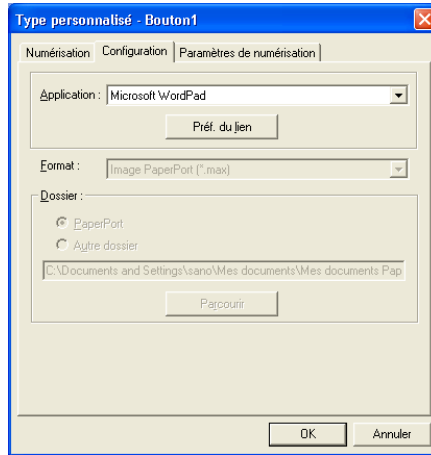 Type personnalisé - Bouton1
Numérisation Configuration Paramètres de numérisation
Application : Microsoft WordPad
Préf. du lien
Format : Image PaperPort (*.max)
Dossier :
PaperPort
Autre dossier
C:\Documents and Settings\sano\Mes documents\Mes documents Pap
Parcourir
OK Annuler